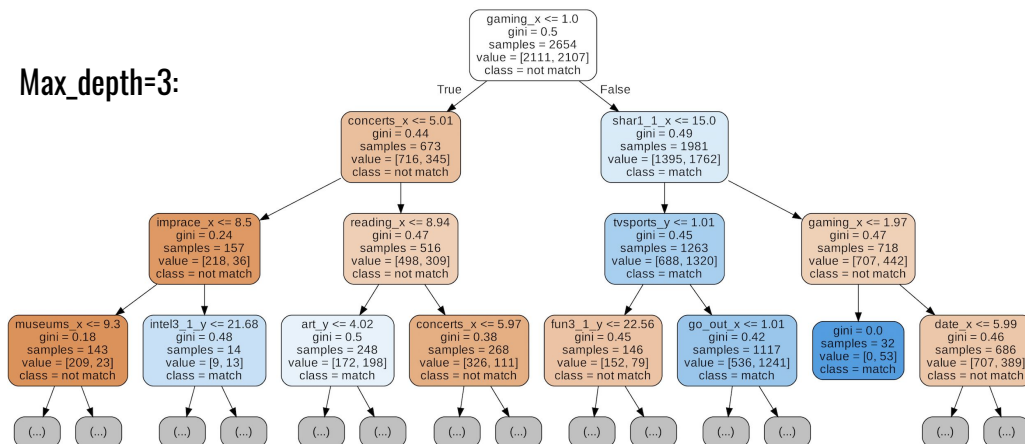 Max_depth=3:
gaming_x <= 1.0
gini = 0.5
samples = 2654
value = [2111, 2107]
class = not match
True
False
concerts_x <= 5.01
gini = 0.44
samples = 673
value = [716, 345]
class = not match
shar1_1_x <= 15.0
gini = 0.49
samples = 1981
value = [1395, 1762]
class = match
imprace_x <= 8.5
gini = 0.24
samples = 157
value = [218, 36]
class = not match
reading_x <= 8.94
gini = 0.47
samples = 516
value = [498, 309]
class = not match
tvsports_y <= 1.01
gini = 0.45
samples = 1263
value = [688, 1320]
class = match
gaming_x <= 1.97
gini = 0.47
samples = 718
value = [707, 442]
class = not match
museums_x <= 9.3
gini = 0.18
samples = 143
value = [209, 23]
class = not match
intel3_1_y <= 21.68
gini = 0.48
samples = 14
value = [9, 13]
class = match
art_y <= 4.02
gini = 0.5
samples = 248
value = [172, 198]
class = match
concerts_x <= 5.97
gini = 0.38
samples = 268
value = [326, 111]
class = not match
fun3_1_y <= 22.56
gini = 0.45
samples = 146
value = [152, 79]
class = not match
go_out_x <= 1.01
gini = 0.42
samples = 1117
value = [536, 1241]
class = match
gini = 0.0
samples = 32
value = [0, 53]
class = match
date_x <= 5.99
gini = 0.46
samples = 686
value = [707, 389]
class = not match
(...)
(...)
(...)
(...)
(...)
(...)
(...)
(...)
(...)
(...)
(...)
(...)
(...)
(...)